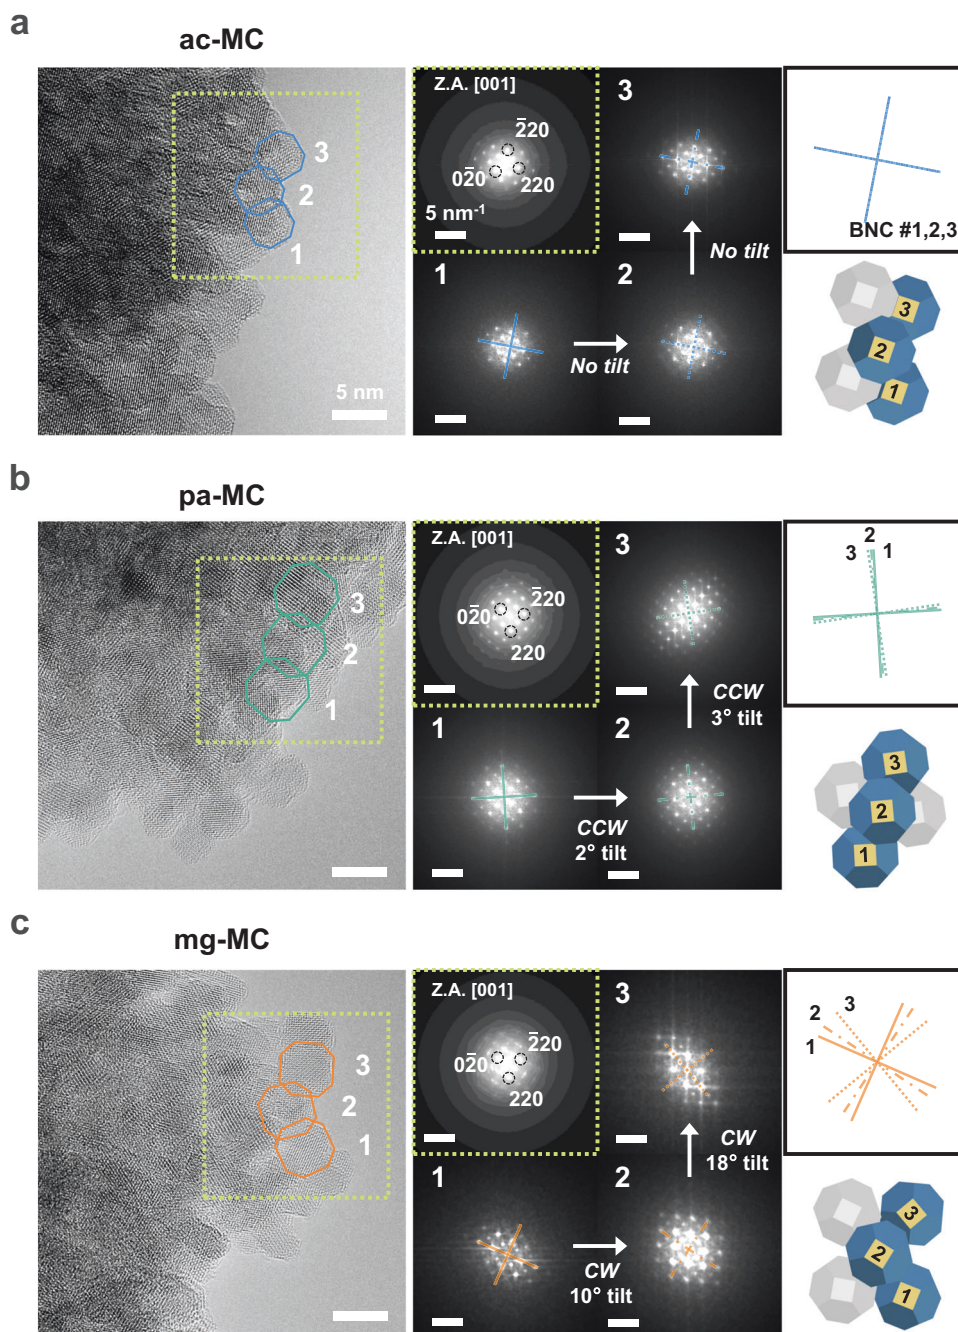 a
ac-MC
3
2
1
5 nm
Z.A. [001]
2̅20
02̅0
220
5 nm⁻¹
3
No tilt
1
No tilt
2
BNC #1,2,3
3
2
1
b
pa-MC
3
2
1
Z.A. [001]
02̅0
2̅20
220
3
CCW
3° tilt
1
CCW
2° tilt
2
2
3 1
3
2
1
c
mg-MC
3
2
1
Z.A. [001]
02̅0
2̅20
220
3
CW
18° tilt
1
CW
10° tilt
2
3
2
1
3
2
1